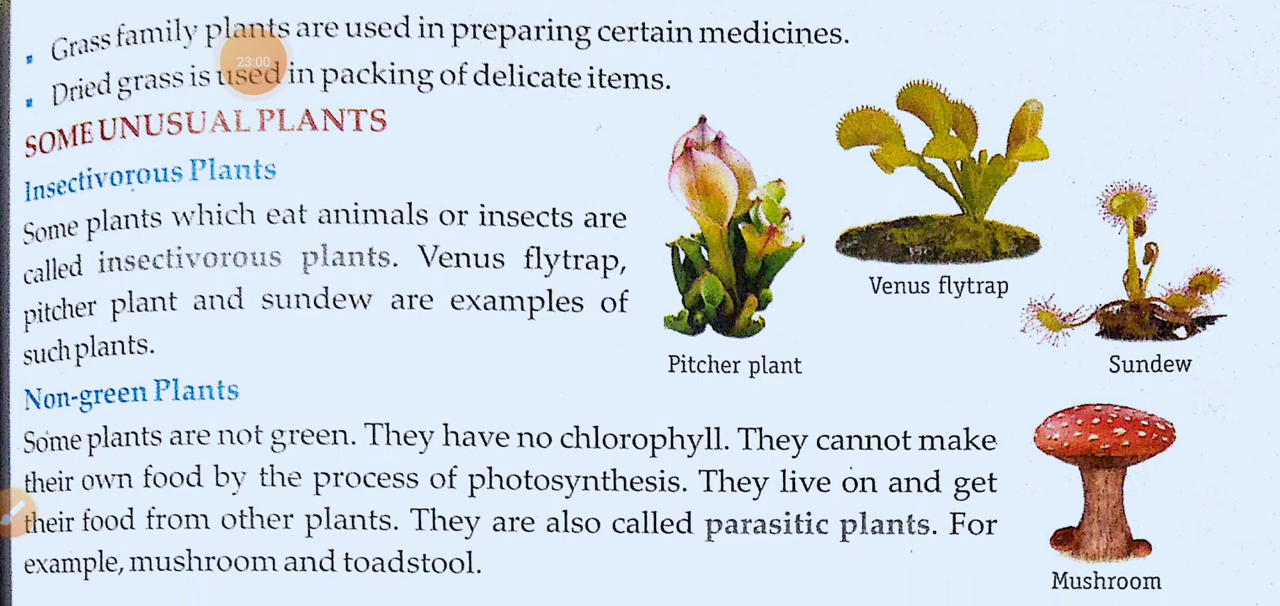 Grass family plants are used in preparing certain medicines.
23:00
Dried grass is used in packing of delicate items.
SOME UNUSUAL PLANTS
Insectivorous Plants
Some plants which eat animals or insects are
called insectivorous plants. Venus flytrap,
pitcher plant and sundew are examples of
such plants.
Pitcher plant
Venus flytrap
Sundew
Non-green Plants
Some plants are not green. They have no chlorophyll. They cannot make
their own food by the process of photosynthesis. They live on and get
their food from other plants. They are also called parasitic plants. For
example, mushroom and toadstool.
Mushroom